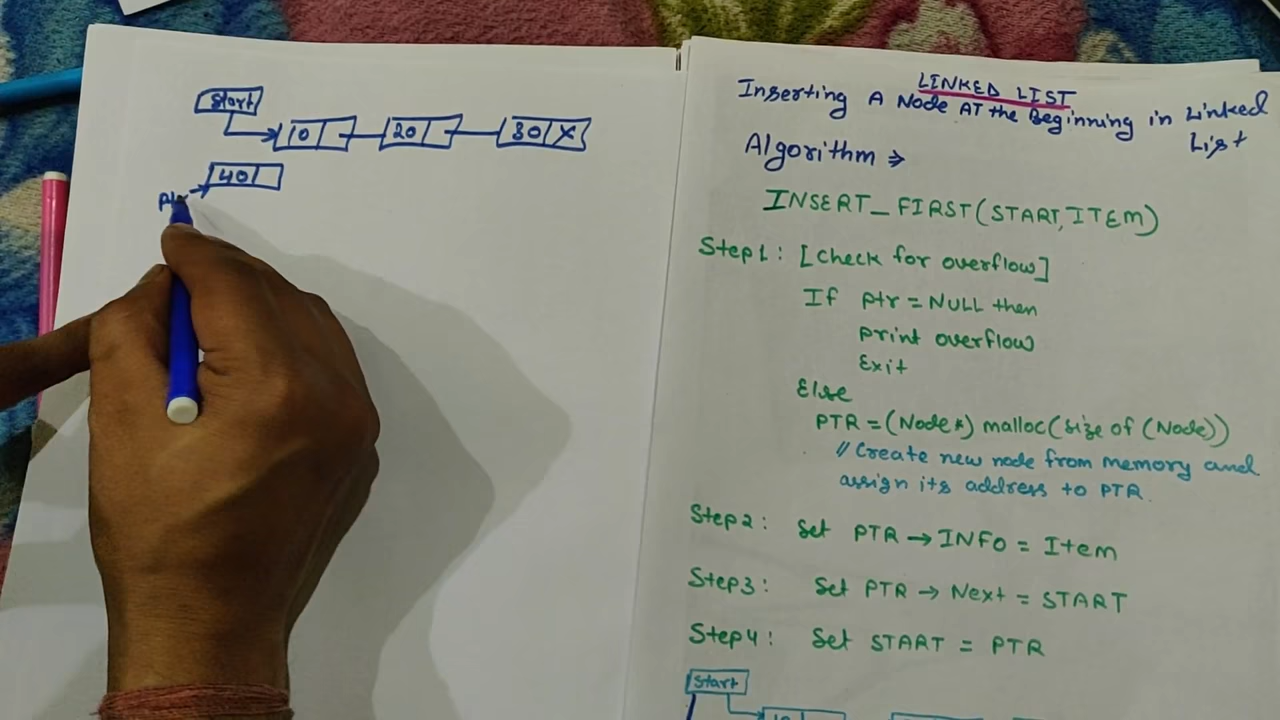 Start
10 20 30 X
40
LINKED LIST
Inserting A Node AT the Beginning in Linked
List
Algorithm ⇒
INSERT_FIRST(START,ITEM)
Step1: [Check for overflow]
If ptr = NULL then
print overflow
Exit
Else
PTR = (Node*) malloc(size of (Node))
// Create new node from memory and
assign its address to PTR.
Step2: Set PTR → INFO = Item
Step3: Set PTR → Next = START
Step4: Set START = PTR
Start